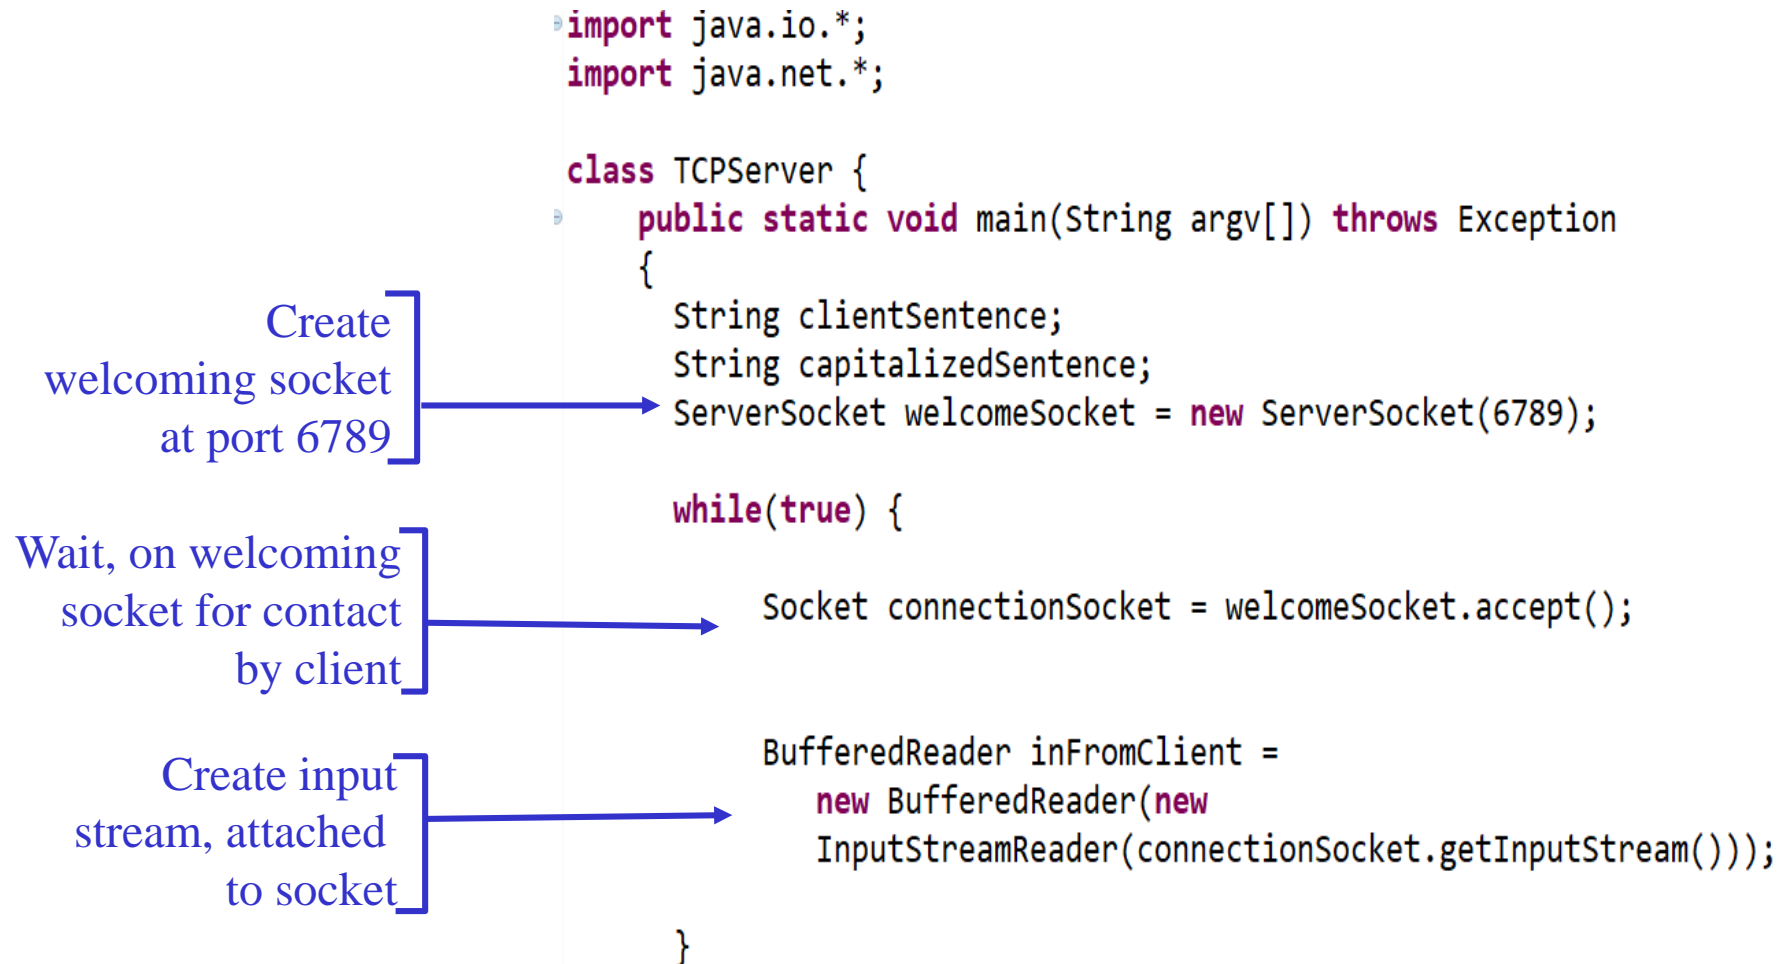 import java.io.*;
import java.net.*;
class TCPServer {
public static void main(String argv[]) throws Exception
{
String clientSentence;
String capitalizedSentence;
ServerSocket welcomeSocket = new ServerSocket(6789);
while(true) {
Socket connectionSocket = welcomeSocket.accept();
BufferedReader inFromClient =
new BufferedReader(new
InputStreamReader(connectionSocket.getInputStream()));
}
Create
welcoming socket
at port 6789
Wait, on welcoming
socket for contact
by client
Create input
stream, attached
to socket